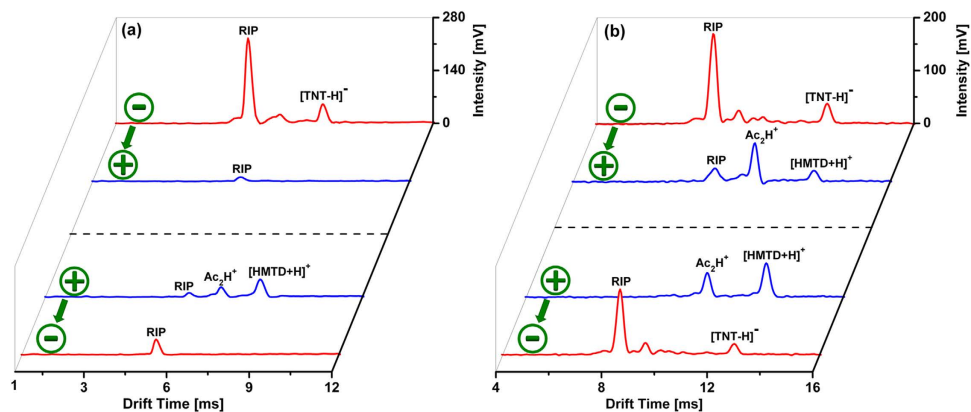 (a)
RIP
[TNT-H]⁻
280
140
0
Intensity [mV]
−
+
RIP
+
RIP
Ac₂H⁺
[HMTD+H]⁺
−
RIP
1
3
6
9
12
Drift Time [ms]
(b)
RIP
[TNT-H]⁻
200
100
0
Intensity [mV]
−
+
RIP
Ac₂H⁺
[HMTD+H]⁺
+
Ac₂H⁺
[HMTD+H]⁺
−
RIP
[TNT-H]⁻
4
8
12
16
Drift Time [ms]